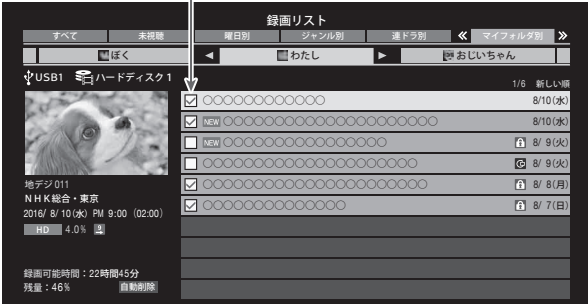 録画リスト
すべて 未視聴 曜日別 ジャンル別 連ドラ別 マイフォルダ別
ぼく わたし おじいちゃん
USB1 ハードディスク1
1/6 新しい順
○○○○○○○○○○○○ 8/10(水)
NEW ○○○○○○○○○○○○○○○○○○○○○○○ 8/10(水)
NEW ○○○○○○○○○○○○○○○○○○ 8/ 9(火)
○○○○○○○○○○○○○○○○○○○○○ 8/ 9(火)
○○○○○○○○○○○○○○○○○○○○○○ 8/ 8(月)
○○○○○○○○○○○○○○ 8/ 7(日)
地デジ011
NHK総合・東京
2016/ 8/10(水) PM 9:00 (02:00)
HD 4.0%
録画可能時間：22時間45分
残量：46% 自動削除